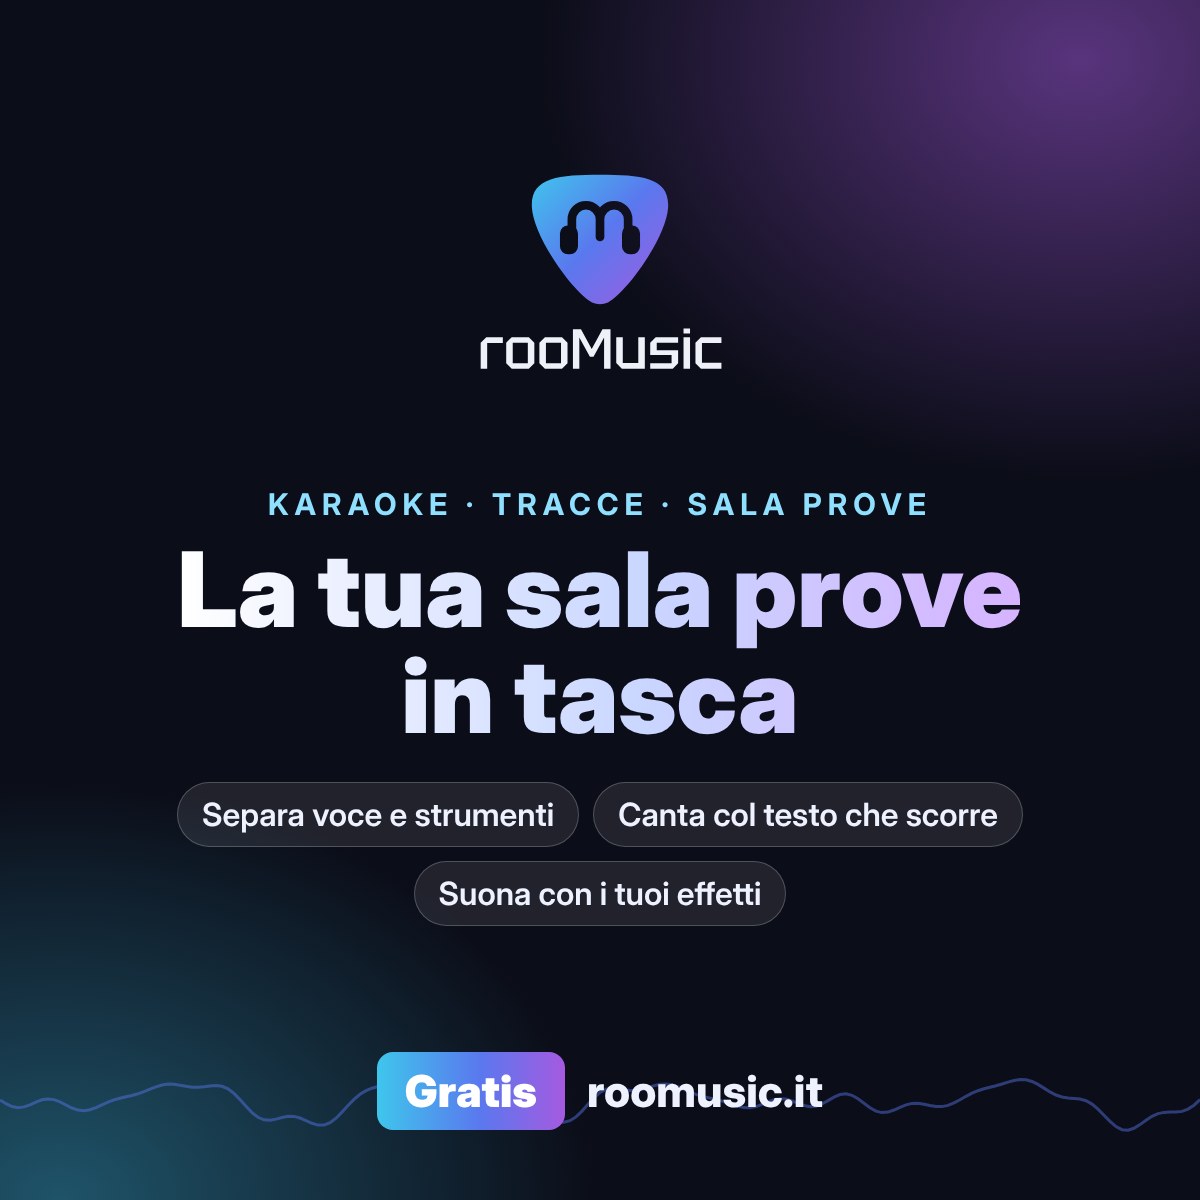 rooMusic
KARAOKE · TRACCE · SALA PROVE
La tua sala prove
in tasca
Separa voce e strumenti
Canta col testo che scorre
Suona con i tuoi effetti
Gratis
roomusic.it